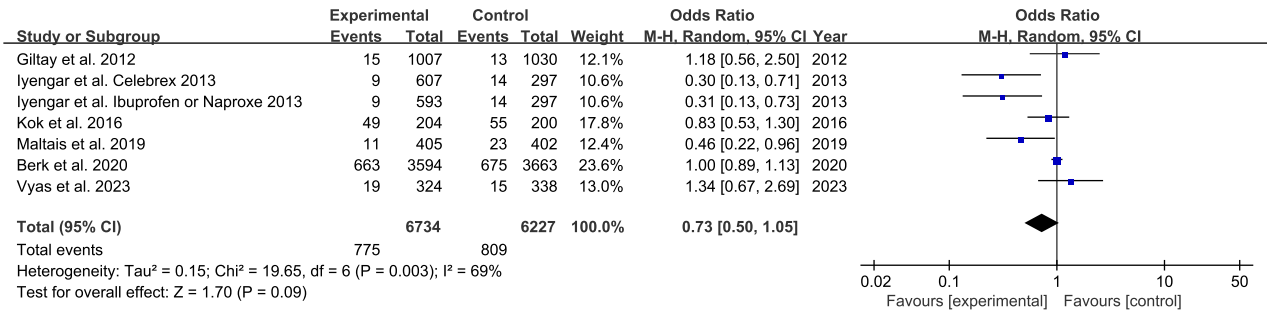 Experimental Control Odds Ratio Odds Ratio
Study or Subgroup Events Total Events Total Weight M-H, Random, 95% CI Year M-H, Random, 95% CI
Giltay et al. 2012 15 1007 13 1030 12.1% 1.18 [0.56, 2.50] 2012
Iyengar et al. Celebrex 2013 9 607 14 297 10.6% 0.30 [0.13, 0.71] 2013
Iyengar et al. Ibuprofen or Naproxe 2013 9 593 14 297 10.6% 0.31 [0.13, 0.73] 2013
Kok et al. 2016 49 204 55 200 17.8% 0.83 [0.53, 1.30] 2016
Maltais et al. 2019 11 405 23 402 12.4% 0.46 [0.22, 0.96] 2019
Berk et al. 2020 663 3594 675 3663 23.6% 1.00 [0.89, 1.13] 2020
Vyas et al. 2023 19 324 15 338 13.0% 1.34 [0.67, 2.69] 2023
Total (95% CI) 6734 6227 100.0% 0.73 [0.50, 1.05]
Total events 775 809
Heterogeneity: Tau² = 0.15; Chi² = 19.65, df = 6 (P = 0.003); I² = 69%
Test for overall effect: Z = 1.70 (P = 0.09)
0.02 0.1 1 10 50
Favours [experimental] Favours [control]